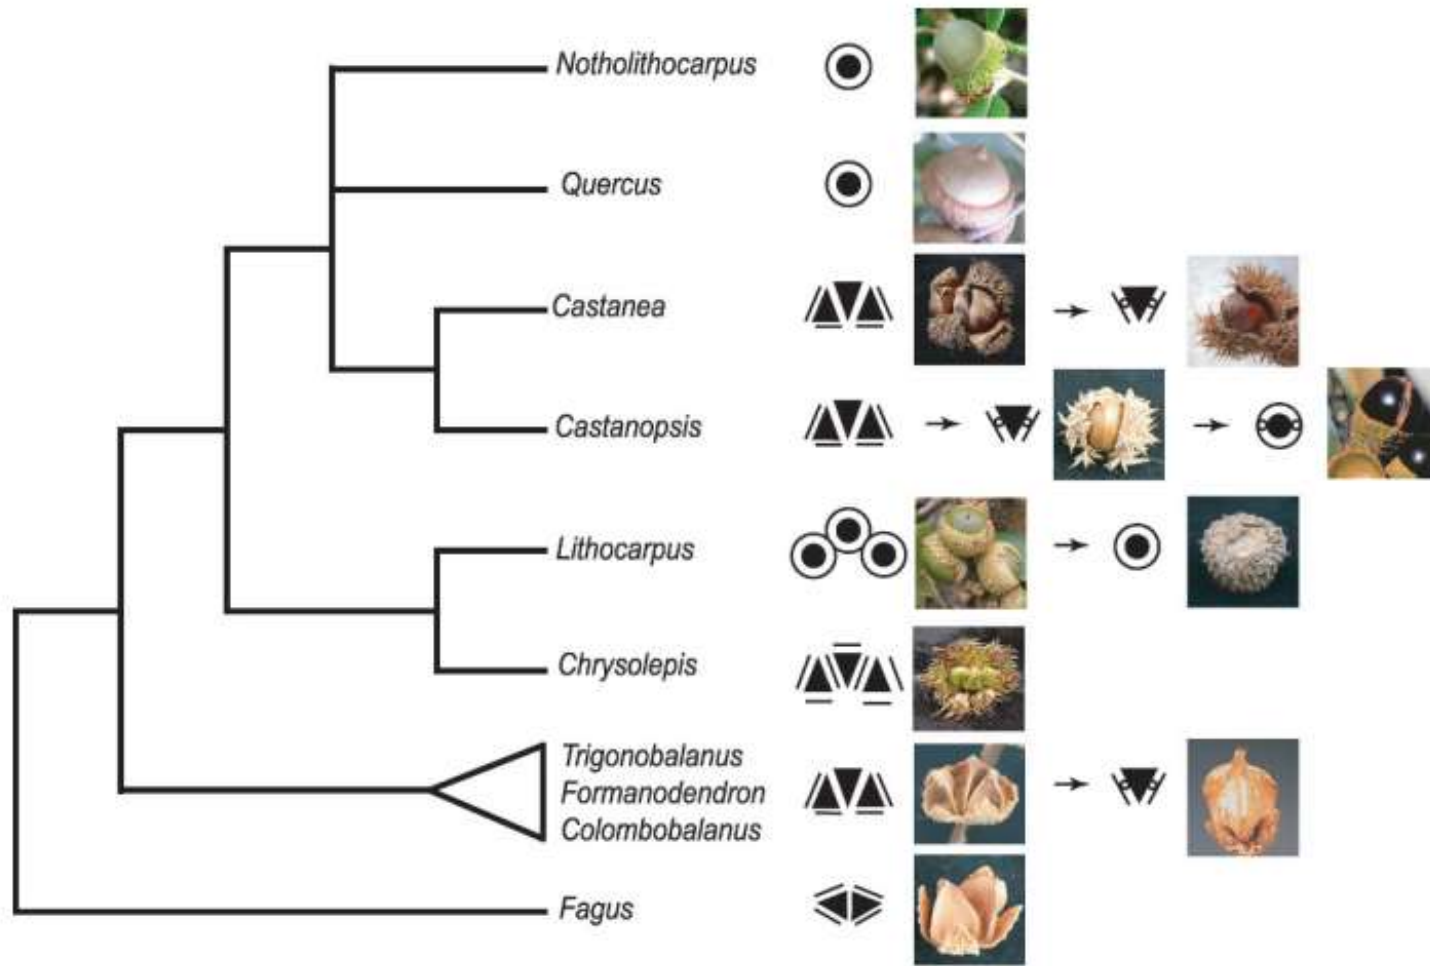 Notholithocarpus
Quercus
Castanea
Castanopsis
Lithocarpus
Chrysolepis
Trigonobalanus
Formanodendron
Colombobalanus
Fagus